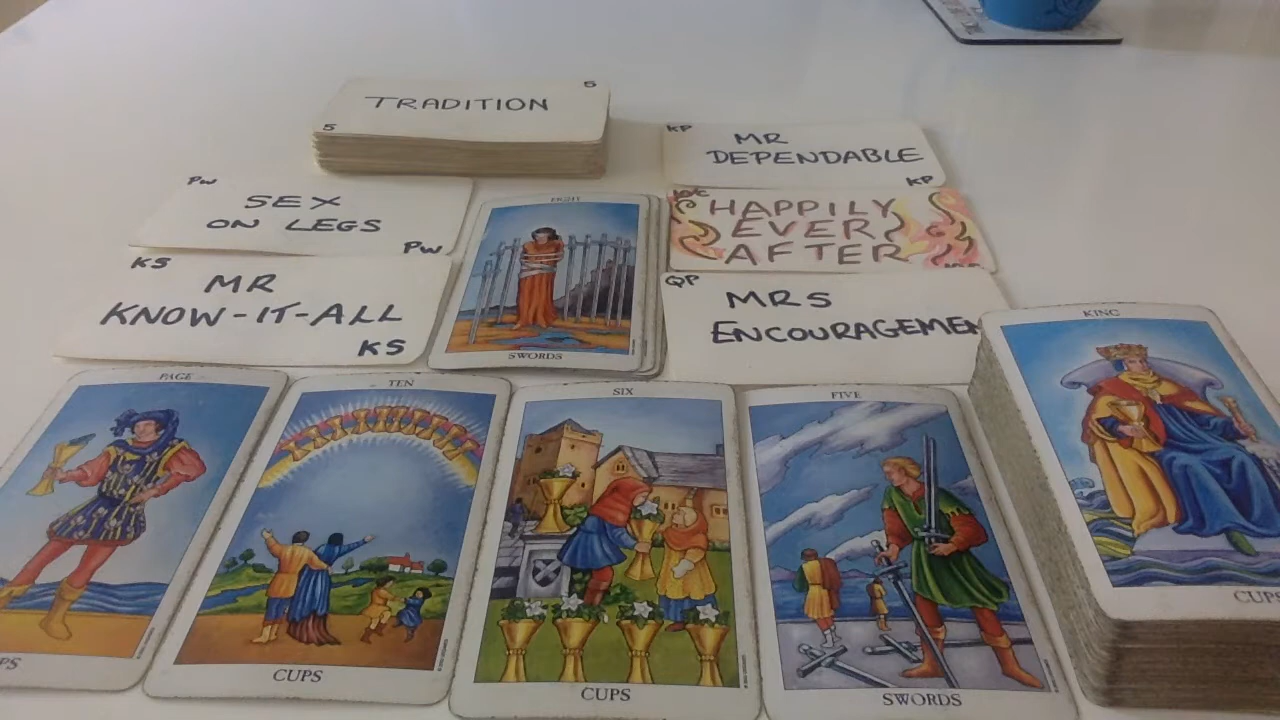 5
TRADITION
5
KP
MR
DEPENDABLE
KP
PW
SEX
ON LEGS
PW
HAPPILY
EVER
AFTER
KS
MR
KNOW-IT-ALL
KS
EIGHT
SWORDS
QP
MRS
ENCOURAGEMEN
PAGE
PS
TEN
CUPS
SIX
CUPS
FIVE
SWORDS
KING
CUPS